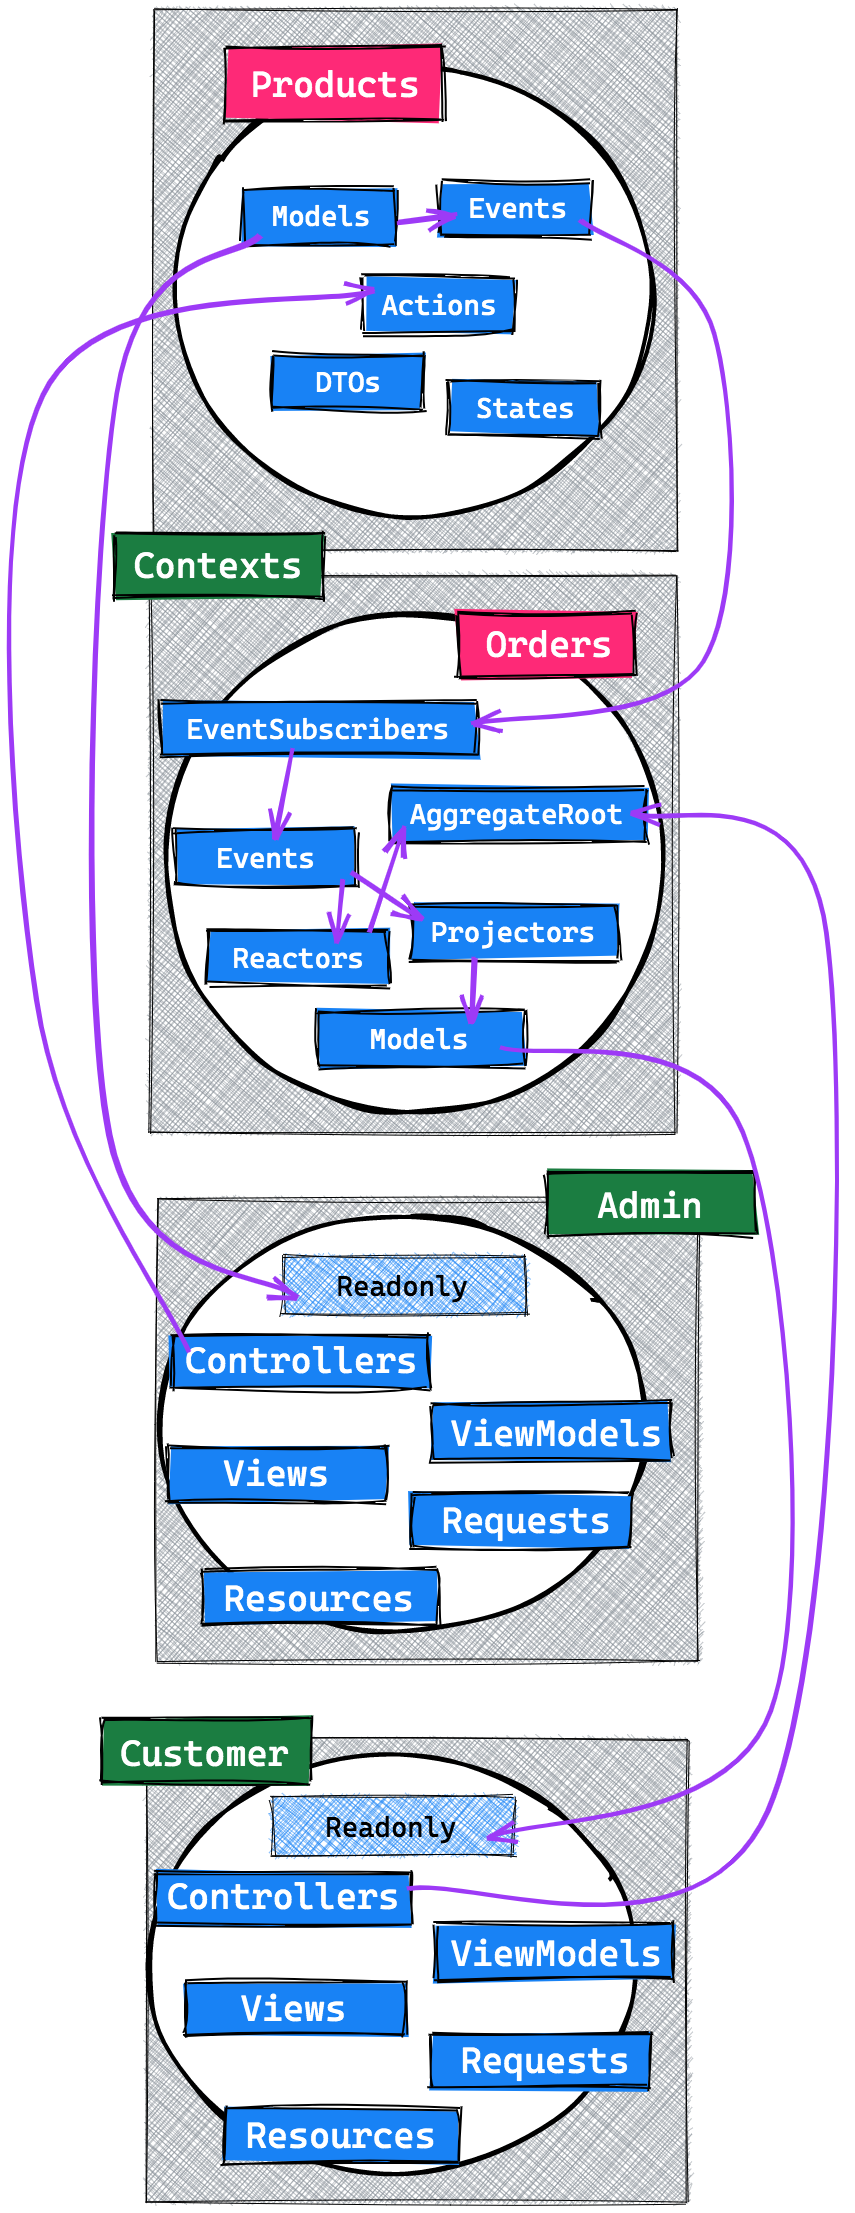 Products
Models
Events
Actions
DTOs
States
Contexts
Orders
EventSubscribers
AggregateRoot
Events
Projectors
Reactors
Models
Admin
Readonly
Controllers
ViewModels
Views
Requests
Resources
Customer
Readonly
Controllers
ViewModels
Views
Requests
Resources